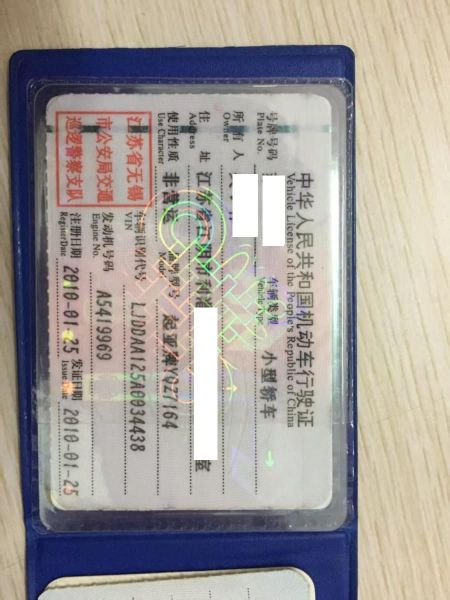 中华人民共和国机动车行驶证
Vehicle License of the People's Republic of China
号牌号码
Plate No.
车辆类型 小型轿车
Vehicle Type
所有人
Owner
住址 江苏省
Address
室
使用性质 非营运
Use Character
品牌型号 起亚牌YQZ7164
Model
车辆识别代号 LJDDAA125A0034438
VIN
发动机号码 A5419969
Engine No.
注册日期 2010-01-25 发证日期 2010-01-25
Register Date Issue Date
江苏省无锡
市公安局交通
巡逻警察支队